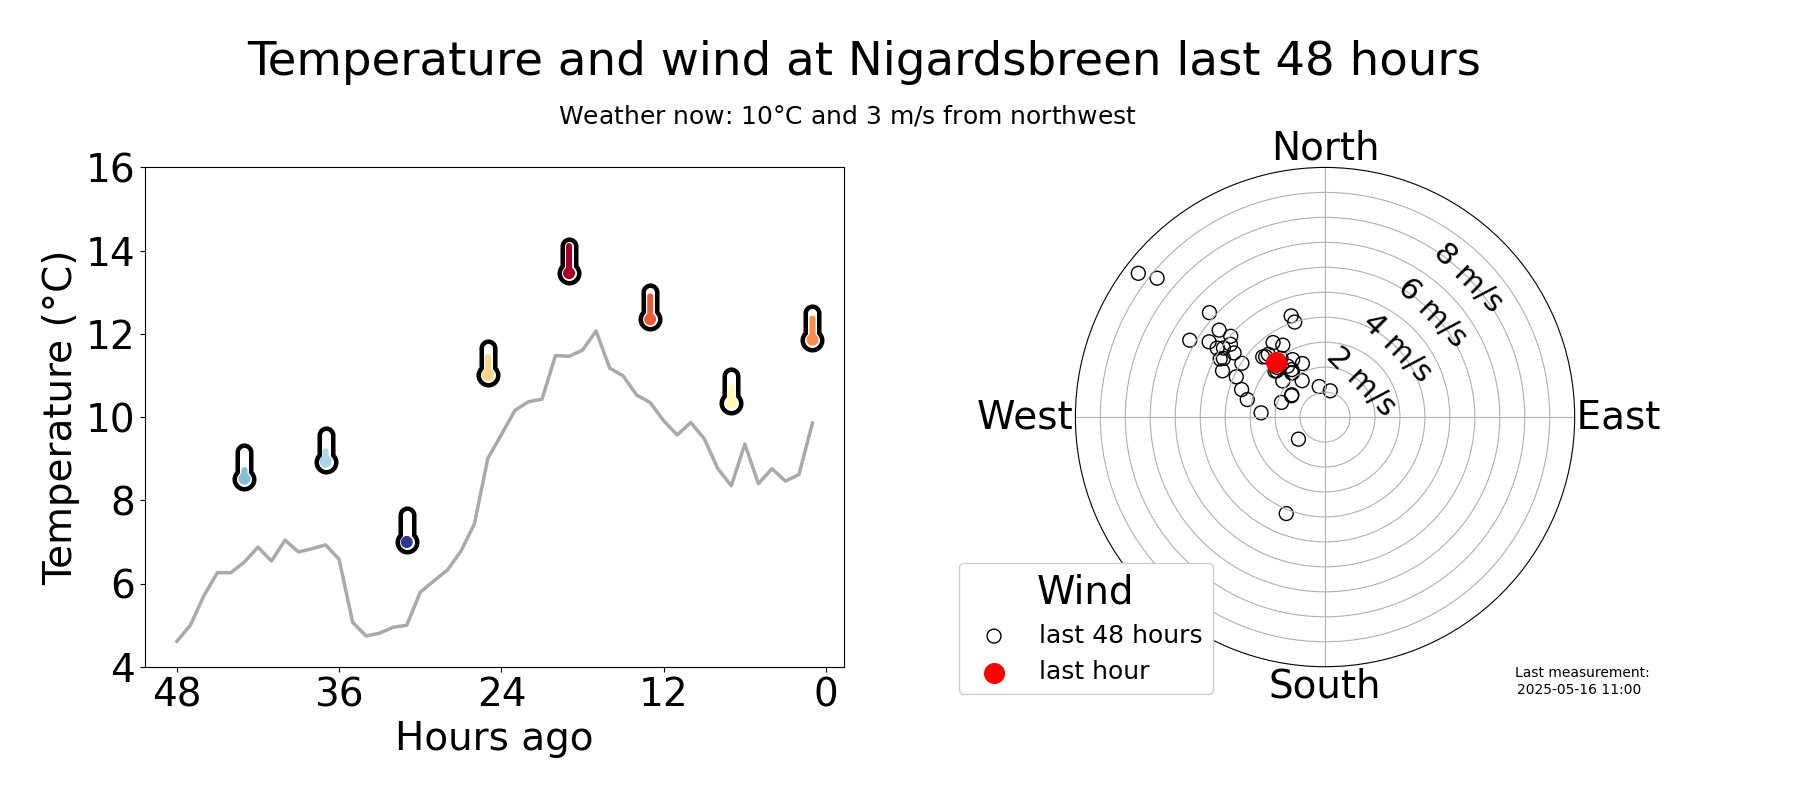 Temperature and wind at Nigardsbreen last 48 hours
Weather now: 10°C and 3 m/s from northwest
Temperature (°C)
16
14
12
10
8
6
4
48 36 24 12 0
Hours ago
North
West
East
South
8 m/s
6 m/s
4 m/s
2 m/s
Wind
last 48 hours
last hour
Last measurement:
2025-05-16 11:00